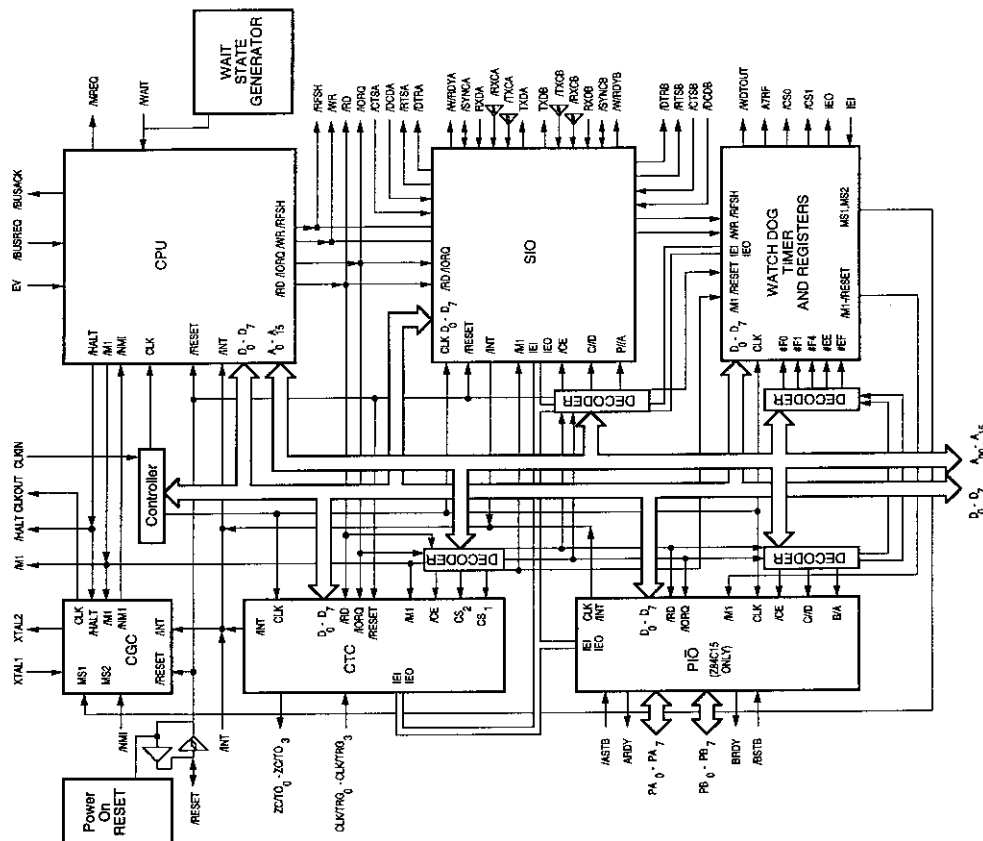 WAIT
STATE
GENERATOR
/MREQ
/WAIT
/BUSACK
/BUSREQ
EV
CPU
/HALT
/M1
/NMI
CLK
/RESET
/INT
D0 - D7
A0 - A15
/RD
/IORQ
/WR
/RFSH
/RFSH
/WR
/RD
/IORQ
/CTSA
/DCDA
/RTSA
/DTRA
SIO
CLK
D0 - D7
/RESET
/INT
/M1
IEI
IEO
/CE
C//D
P//A
/RD
/IORQ
/W/RDYA
/SYNCA
RXDA
/RXCA
/TXCA
TXDA
TXDB
/TXCB
/RXCB
RXDB
/SYNCB
/W/RDYB
/DTRB
/RTSB
/CTSB
/DCDB
WATCH DOG
TIMER
AND REGISTERS
/M1
/RESET
IEI
IEO
/WR
/RFSH
D0 - D7
CLK
#F0
#F1
#F4
#EE
#EF
/M1-/RESET
MS1,MS2
/WDTOUT
A7RF
/CS0
/CS1
IEO
IEI
DECODER
DECODER
DECODER
DECODER
Controller
CLKIN
CLKOUT
/HALT
/M1
XTAL2
XTAL1
CGC
CLK
/HALT
/M1
/NMI
/INT
/RESET
MS1
MS2
/NMI
/INT
/RESET
Power
On
RESET
CTC
/INT
CLK
D0 - D7
/RD
/IORQ
/RESET
/M1
/CE
CS2
CS1
IEI
IEO
ZC/TO0 - ZC/TO3
CLK/TRG0 - CLK/TRG3
PIO
(Z84C15
ONLY)
IEI
IEO
CLK
/INT
D0 - D7
/RD
/IORQ
/M1
CLK
/CE
C//D
B/A
/ASTB
ARDY
PA0 - PA7
PB0 - PB7
BRDY
/BSTB
D0 - D7